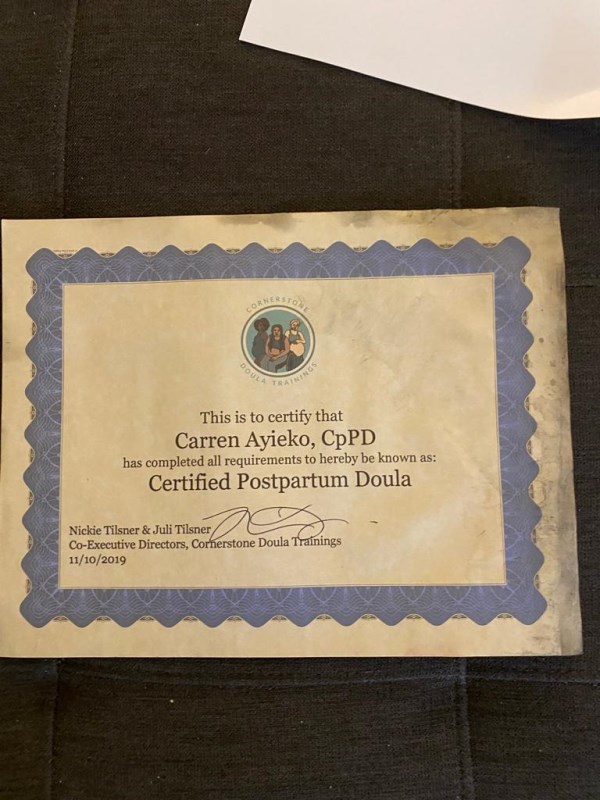 CORNERSTONE
DOULA TRAININGS
This is to certify that
Carren Ayieko, CpPD
has completed all requirements to hereby be known as:
Certified Postpartum Doula
Nickie Tilsner & Juli Tilsner
Co-Executive Directors, Cornerstone Doula Trainings
11/10/2019